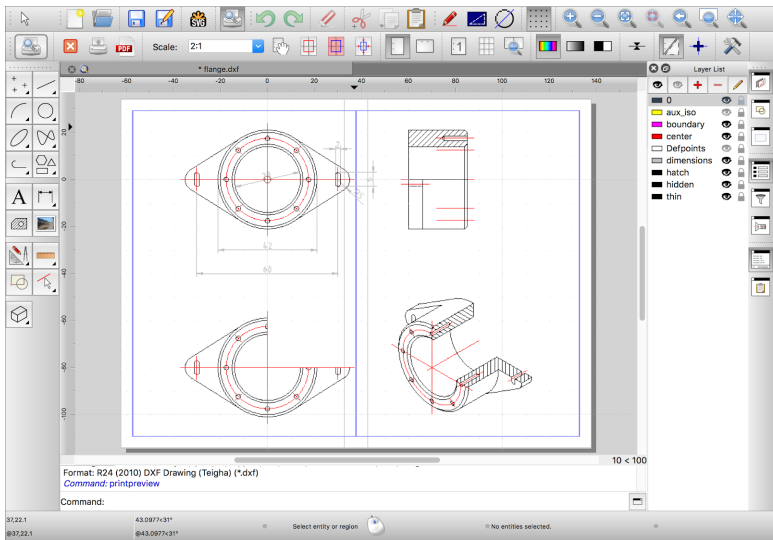 SVG
PDF
Scale:
2:1
1
* flange.dxf
-80 -60 -40 -20 0 20 40 60 80 100 120 140
20
0
-20
-40
-60
-80
-100
42
60
10 < 100
Layer List
0
aux_iso
boundary
center
Defpoints
dimensions
hatch
hidden
thin
A
Format: R24 (2010) DXF Drawing (Teigha) (*.dxf)
Command: printpreview
Command:
37,22.1
@37,22.1
43.0977<31°
@43.0977<31°
Select entity or region
No entities selected.